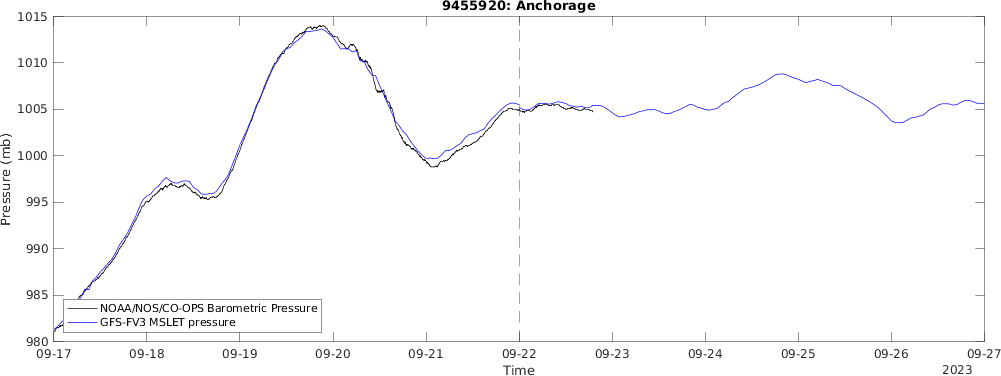 9455920: Anchorage
1015
1010
1005
1000
995
990
985
980
Pressure (mb)
NOAA/NOS/CO-OPS Barometric Pressure
GFS-FV3 MSLET pressure
09-17 09-18 09-19 09-20 09-21 09-22 09-23 09-24 09-25 09-26 09-27
Time
2023